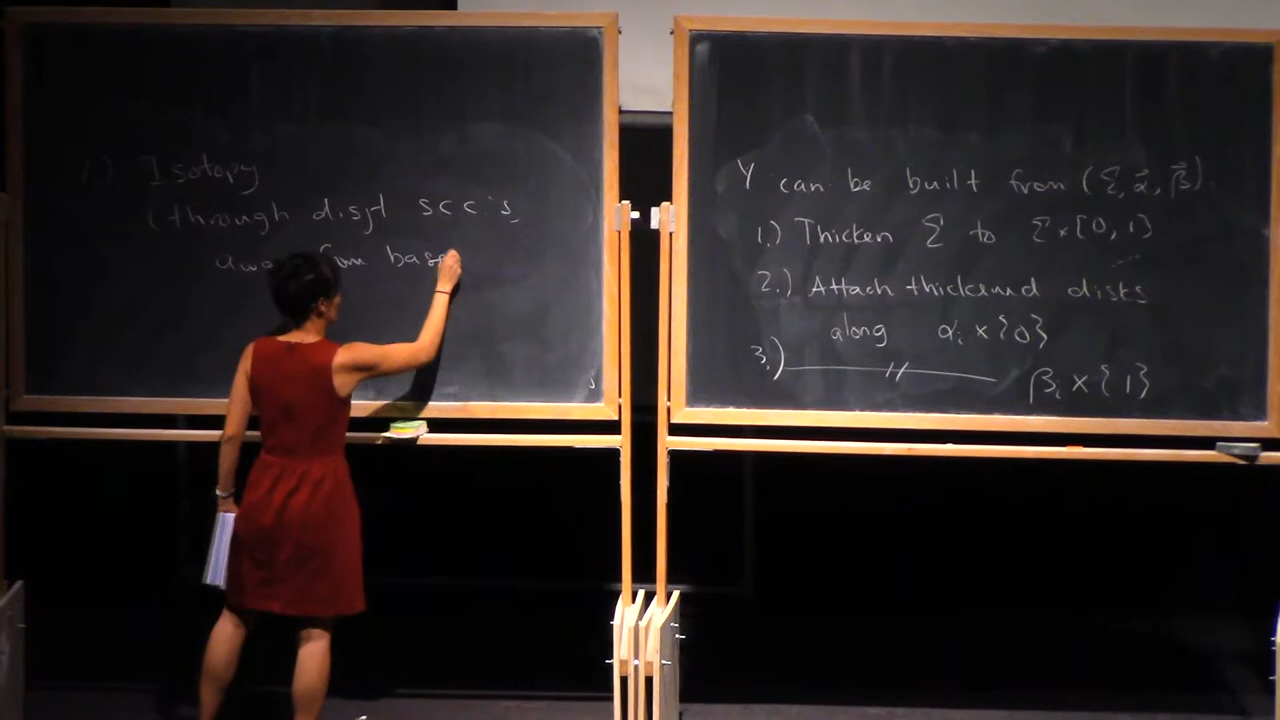 1.) Isotopy
(through disjt scc's,
away from base
Y can be built from (Σ, α⃗, β⃗)
1.) Thicken Σ to Σ×[0,1]
2.) Attach thickened disks
along αᵢ × {0}
3.) ———〃——— βᵢ × {1}